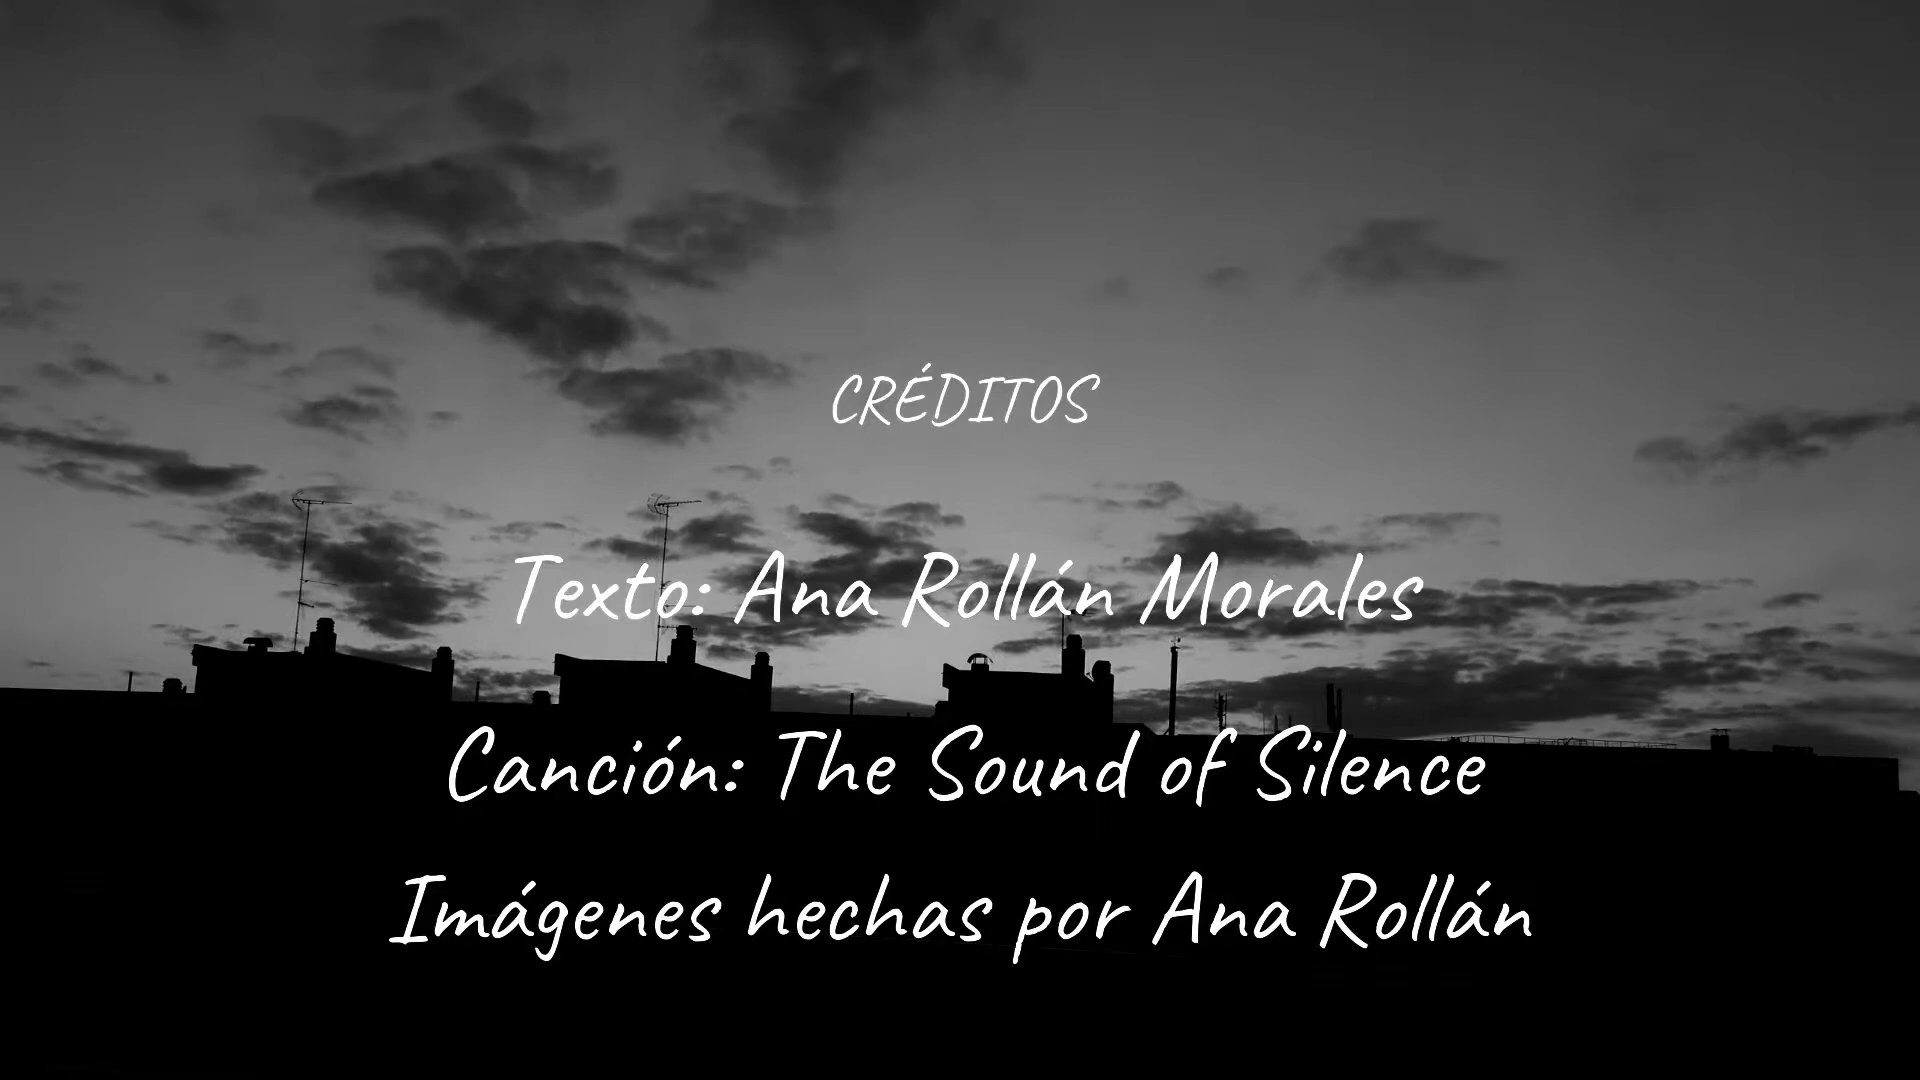 CRÉDITOS
Texto: Ana Rollán Morales
Canción: The Sound of Silence
Imágenes hechas por Ana Rollán